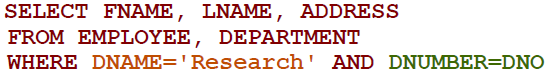 SELECT FNAME, LNAME, ADDRESS
FROM EMPLOYEE, DEPARTMENT
WHERE DNAME='Research' AND DNUMBER=DNO